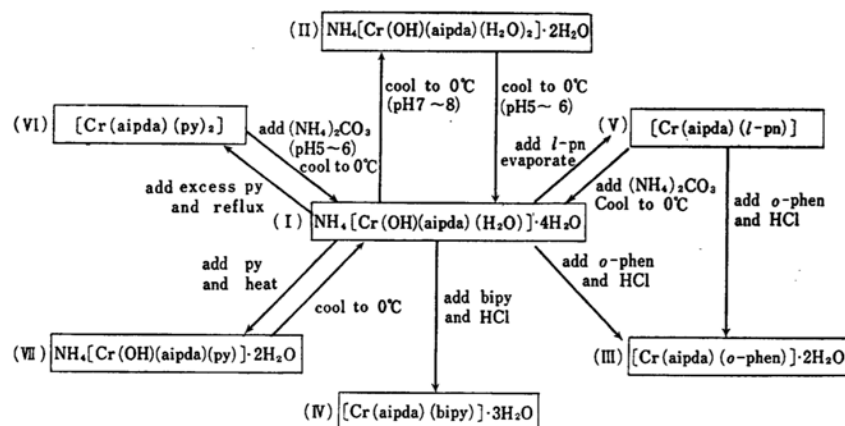 (II) NH₄[Cr(OH)(aipda)(H₂O)₂]·2H₂O
cool to 0℃
(pH7～8)
cool to 0℃
(pH5～6)
(VI) [Cr(aipda)(py)₂]
add (NH₄)₂CO₃
(pH5～6)
cool to 0℃
add l-pn
evaporate
(V) [Cr(aipda)(l-pn)]
add excess py
and reflux
add (NH₄)₂CO₃
Cool to 0℃
add o-phen
and HCl
(I) NH₄[Cr(OH)(aipda)(H₂O)]·4H₂O
add py
and heat
cool to 0℃
add bipy
and HCl
add o-phen
and HCl
(VII) NH₄[Cr(OH)(aipda)(py)]·2H₂O
(III) [Cr(aipda)(o-phen)]·2H₂O
(IV) [Cr(aipda)(bipy)]·3H₂O